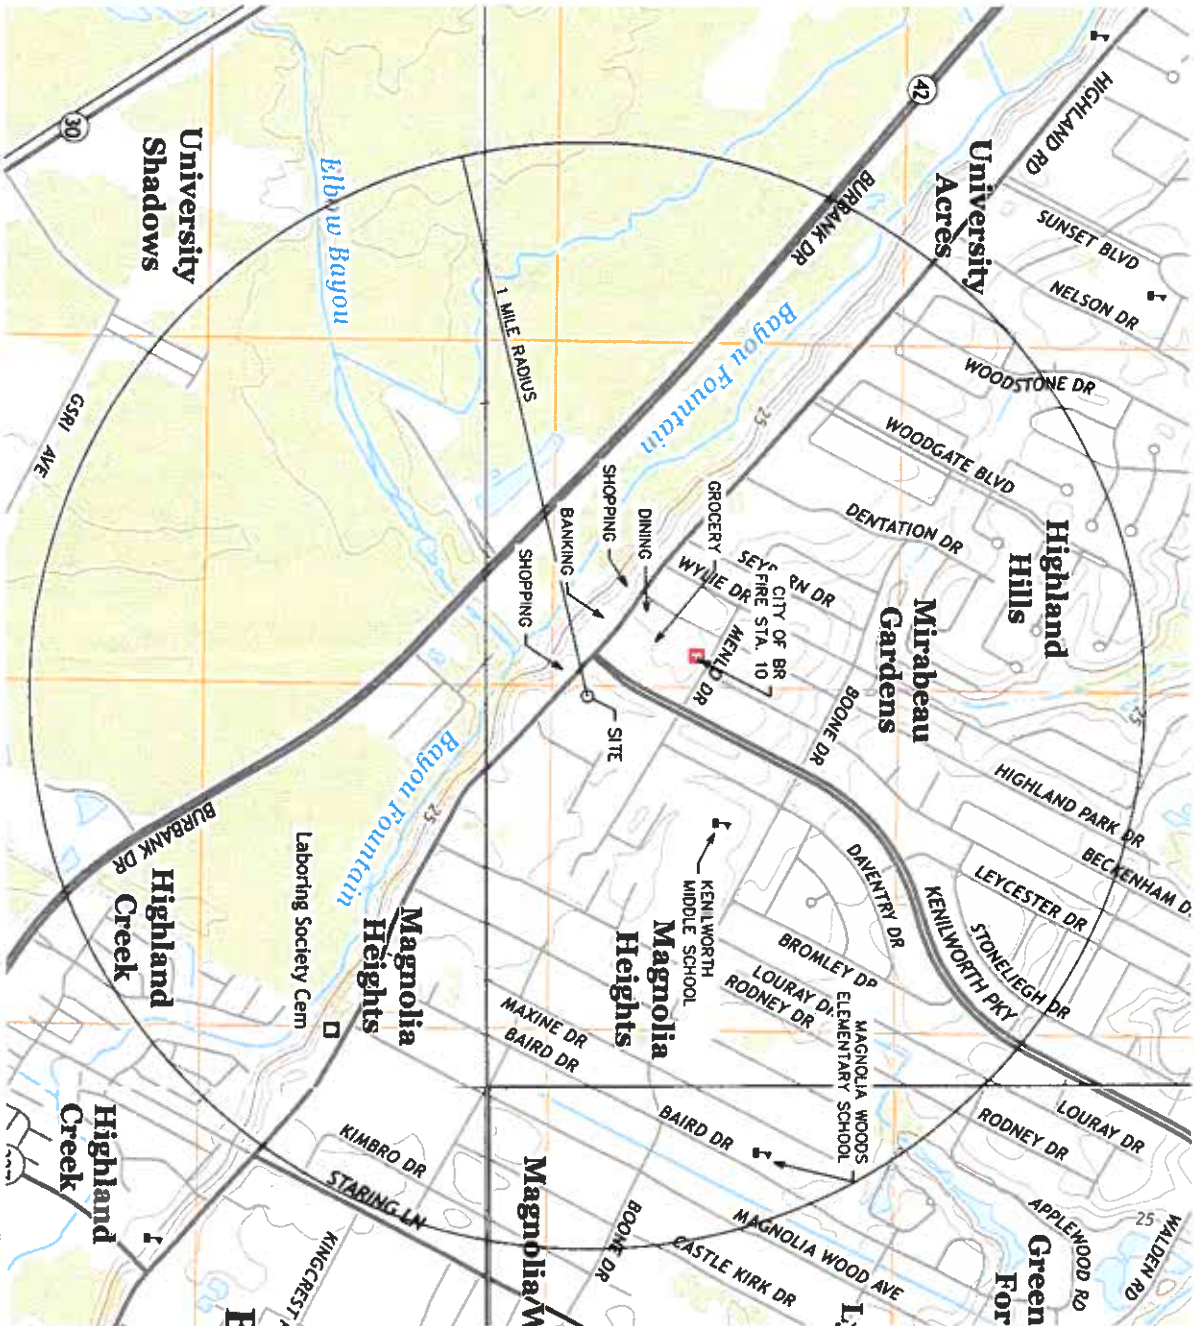 HIGHLAND RD
42
30
University
Shadows
University
Acres
SUNSET BLVD
NELSON DR
BURBANK DR
Elbow Bayou
1 MILE RADIUS
Bayou Fountain
WOODSTONE DR
WOODGATE BLVD
25
DENTATION DR
GSRI AVE
Highland
Hills
GROCERY
SHOPPING
DINING
BANKING
SHOPPING
WYLIE DR
CITY OF BR
FIRE STA. 10
F
Mirabeau
Gardens
BOONE DR
SITE
25
Bayou Fountain
25
HIGHLAND PARK DR
BECKENHAM D
LEYCESTER DR
DAVENTRY DR
KENILWORTH PKY
KENILWORTH
MIDDLE SCHOOL
BURBANK DR
Laboring Society Cem
Highland
Creek
Magnolia
Heights
Magnolia
Heights
BROMLEY DR
LOURAY DR
RODNEY DR
MAXINE DR
BAIRD DR
MAGNOLIA WOODS
ELEMENTARY SCHOOL
LOURAY DR
RODNEY DR
BAIRD DR
KIMBRO DR
STARING LN
Highland
Creek
Magnolia W
BOONE DR
MAGNOLIA WOOD AVE
CASTLE KIRK DR
KINGCREST
APPLEWOOD RD
WALDEN RD
25
Green
For